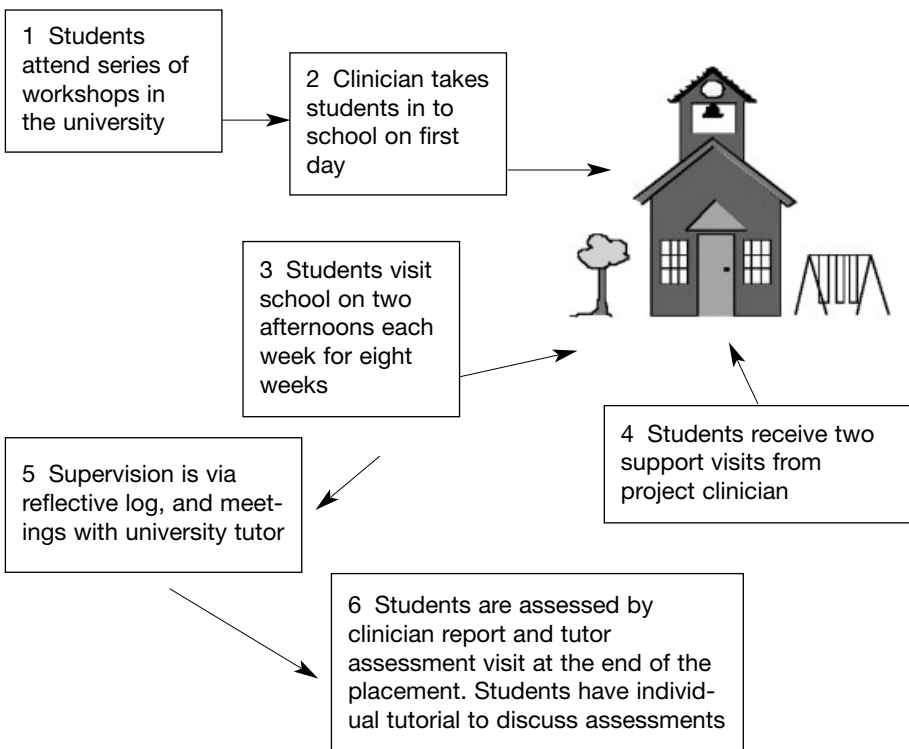 1 Students
attend series of
workshops in
the university
2 Clinician takes
students in to
school on first
day
3 Students visit
school on two
afternoons each
week for eight
weeks
4 Students receive two
support visits from
project clinician
5 Supervision is via
reflective log, and meet-
ings with university tutor
6 Students are assessed by
clinician report and tutor
assessment visit at the end of the
placement. Students have individ-
ual tutorial to discuss assessments